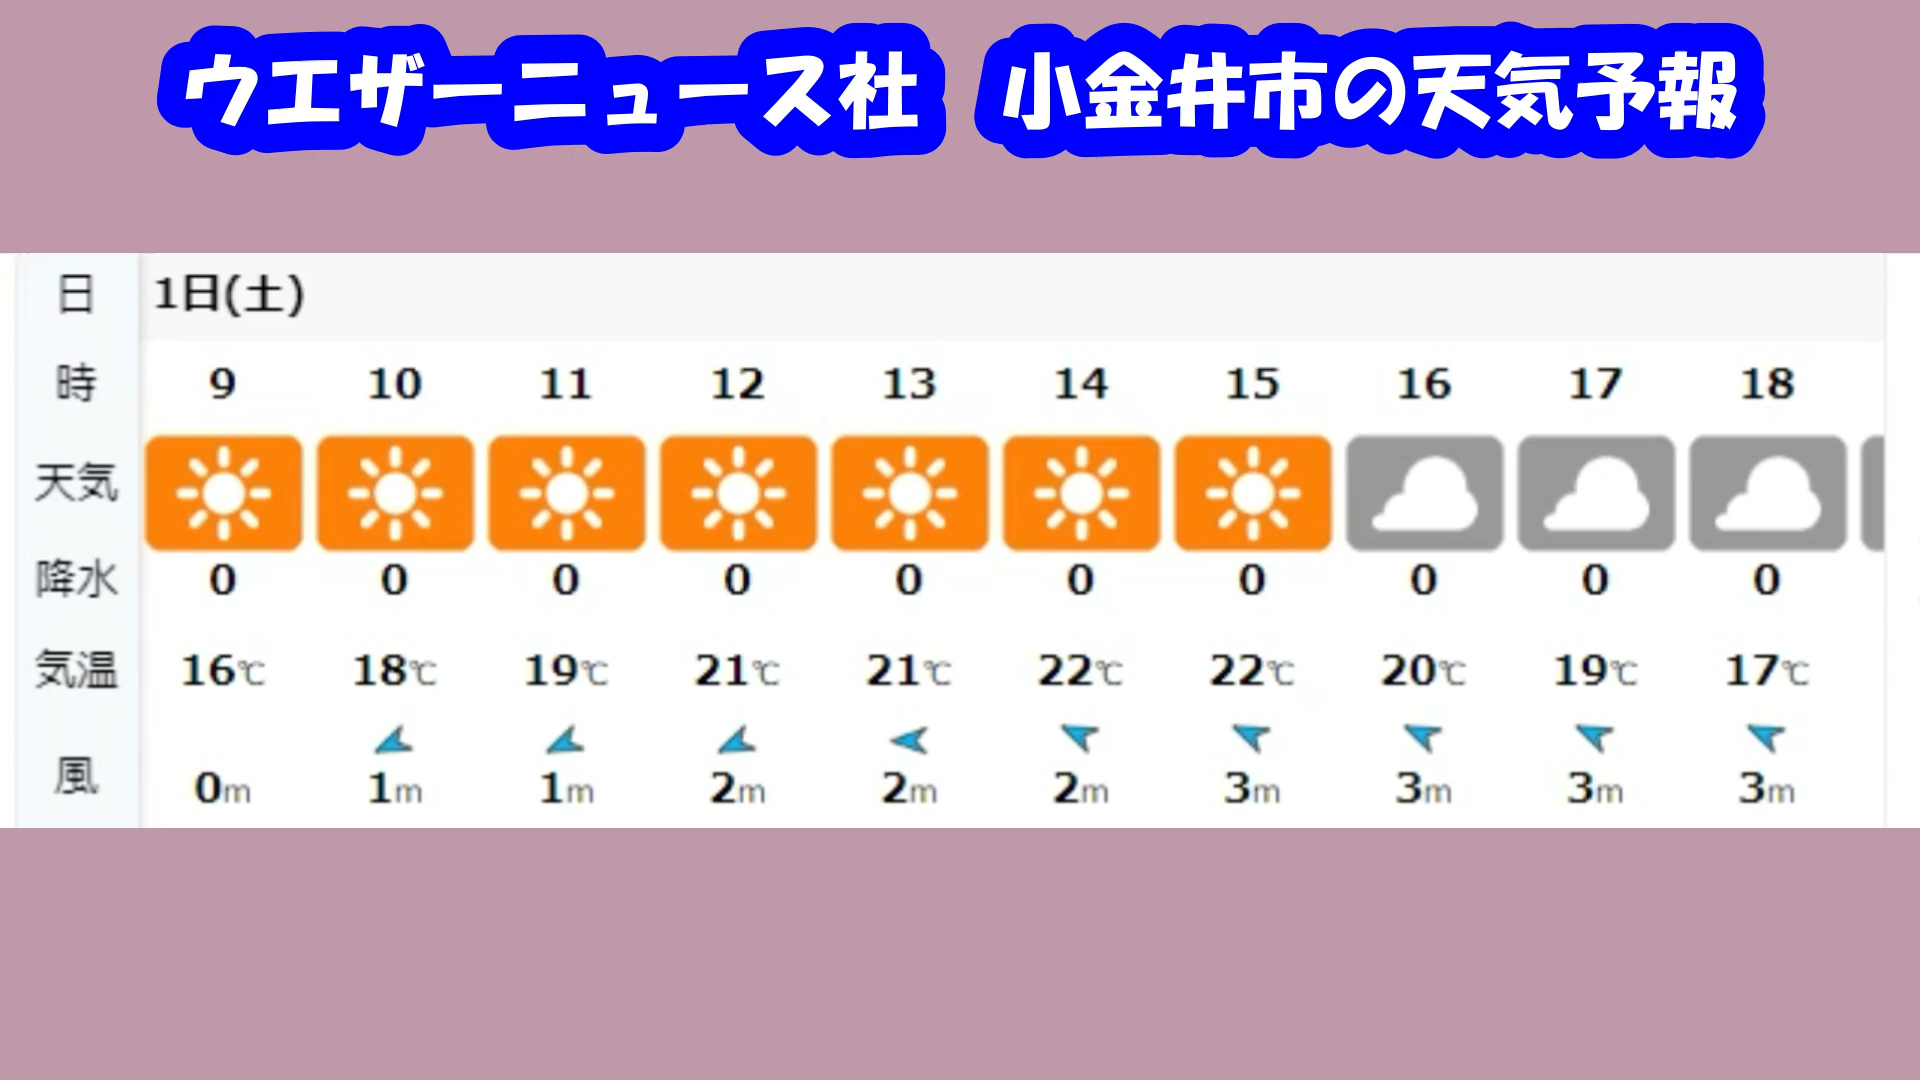 ウエザーニュース社　小金井市の天気予報
日 1日(土)
時 9 10 11 12 13 14 15 16 17 18
天気
降水 0 0 0 0 0 0 0 0 0 0
気温 16℃ 18℃ 19℃ 21℃ 21℃ 22℃ 22℃ 20℃ 19℃ 17℃
風 0m 1m 1m 2m 2m 2m 3m 3m 3m 3m